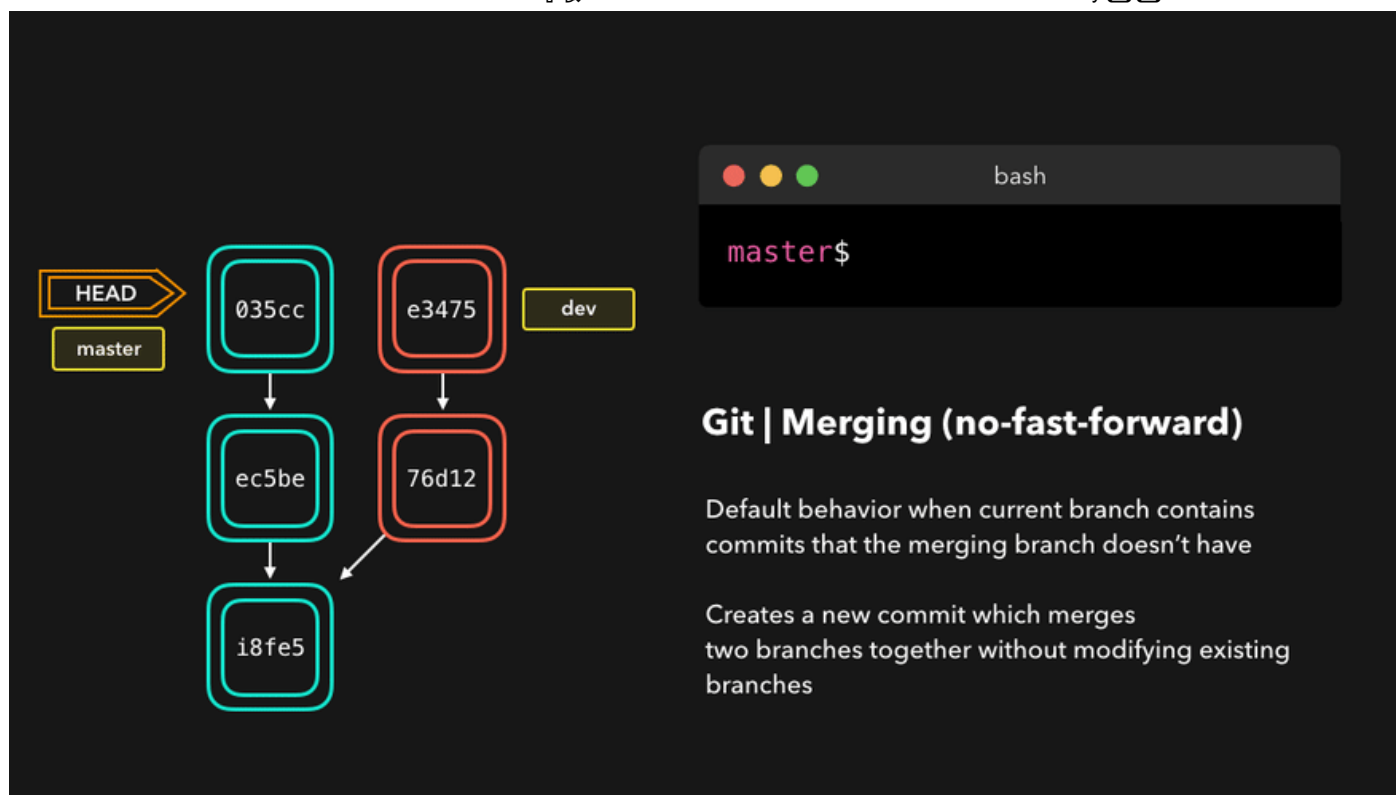 bash
master$
HEAD
master
035cc
e3475
dev
ec5be
76d12
i8fe5
Git | Merging (no-fast-forward)
Default behavior when current branch contains
commits that the merging branch doesn’t have
Creates a new commit which merges
two branches together without modifying existing
branches